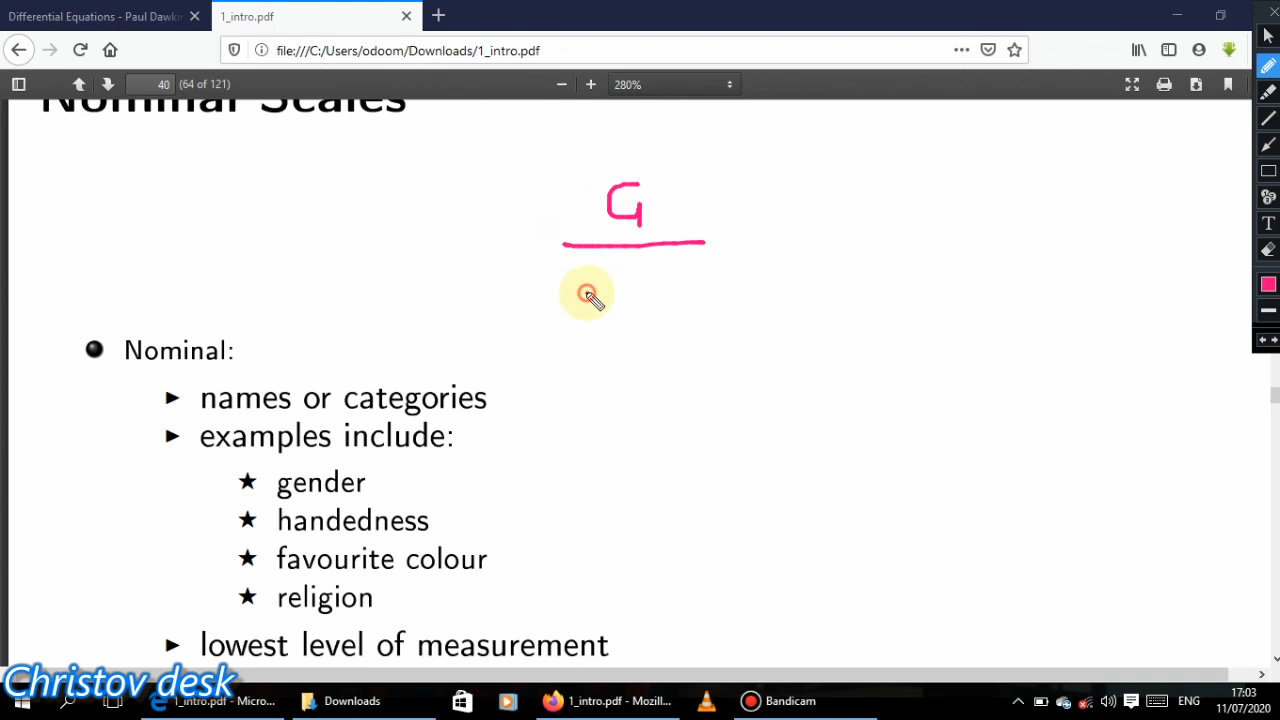 Differential Equations - Paul Dawki
1_intro.pdf
file:///C:/Users/odoom/Downloads/1_intro.pdf
40 (64 of 121)
280%
Nominal Scales
G
Nominal:
names or categories
examples include:
gender
handedness
favourite colour
religion
lowest level of measurement
Christov desk
1_intro.pdf - Micro...
Downloads
1_intro.pdf - Mozill...
Bandicam
ENG
17:03
11/07/2020